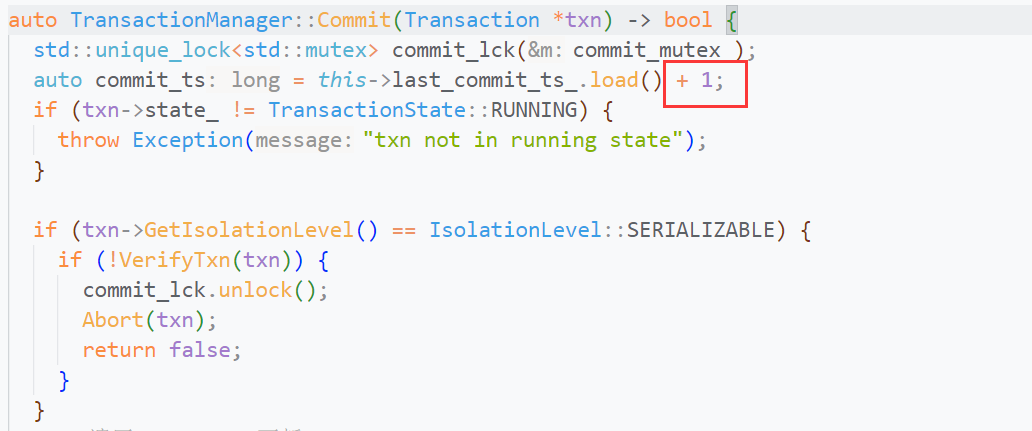 auto TransactionManager::Commit(Transaction *txn) -> bool {
std::unique_lock<std::mutex> commit_lck(&m: commit_mutex_);
auto commit_ts: long = this->last_commit_ts_.load() + 1;
if (txn->state_ != TransactionState::RUNNING) {
throw Exception(message: "txn not in running state");
}
if (txn->GetIsolationLevel() == IsolationLevel::SERIALIZABLE) {
if (!VerifyTxn(txn)) {
commit_lck.unlock();
Abort(txn);
return false;
}
}